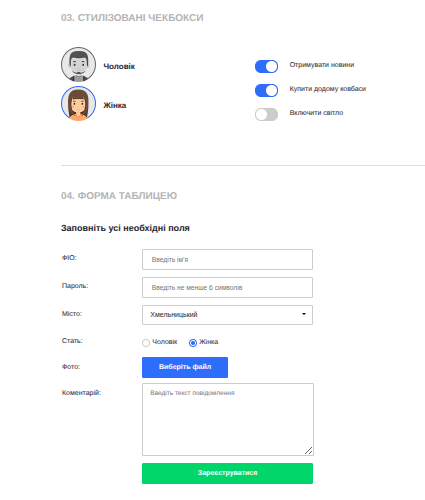 03. СТИЛІЗОВАНІ ЧЕКБОКСИ
Чоловік
Жінка
Отримувати новини
Купити додому ковбаси
Включити світло
04. ФОРМА ТАБЛИЦЕЮ
Заповніть усі необхідні поля
ФІО:
Введіть ім'я
Пароль:
Введіть не менше 6 символів
Місто:
Хмельницький
Стать:
Чоловік Жінка
Фото:
Виберіть файл
Коментарій:
Введіть текст повідомлення
Зареєструватися